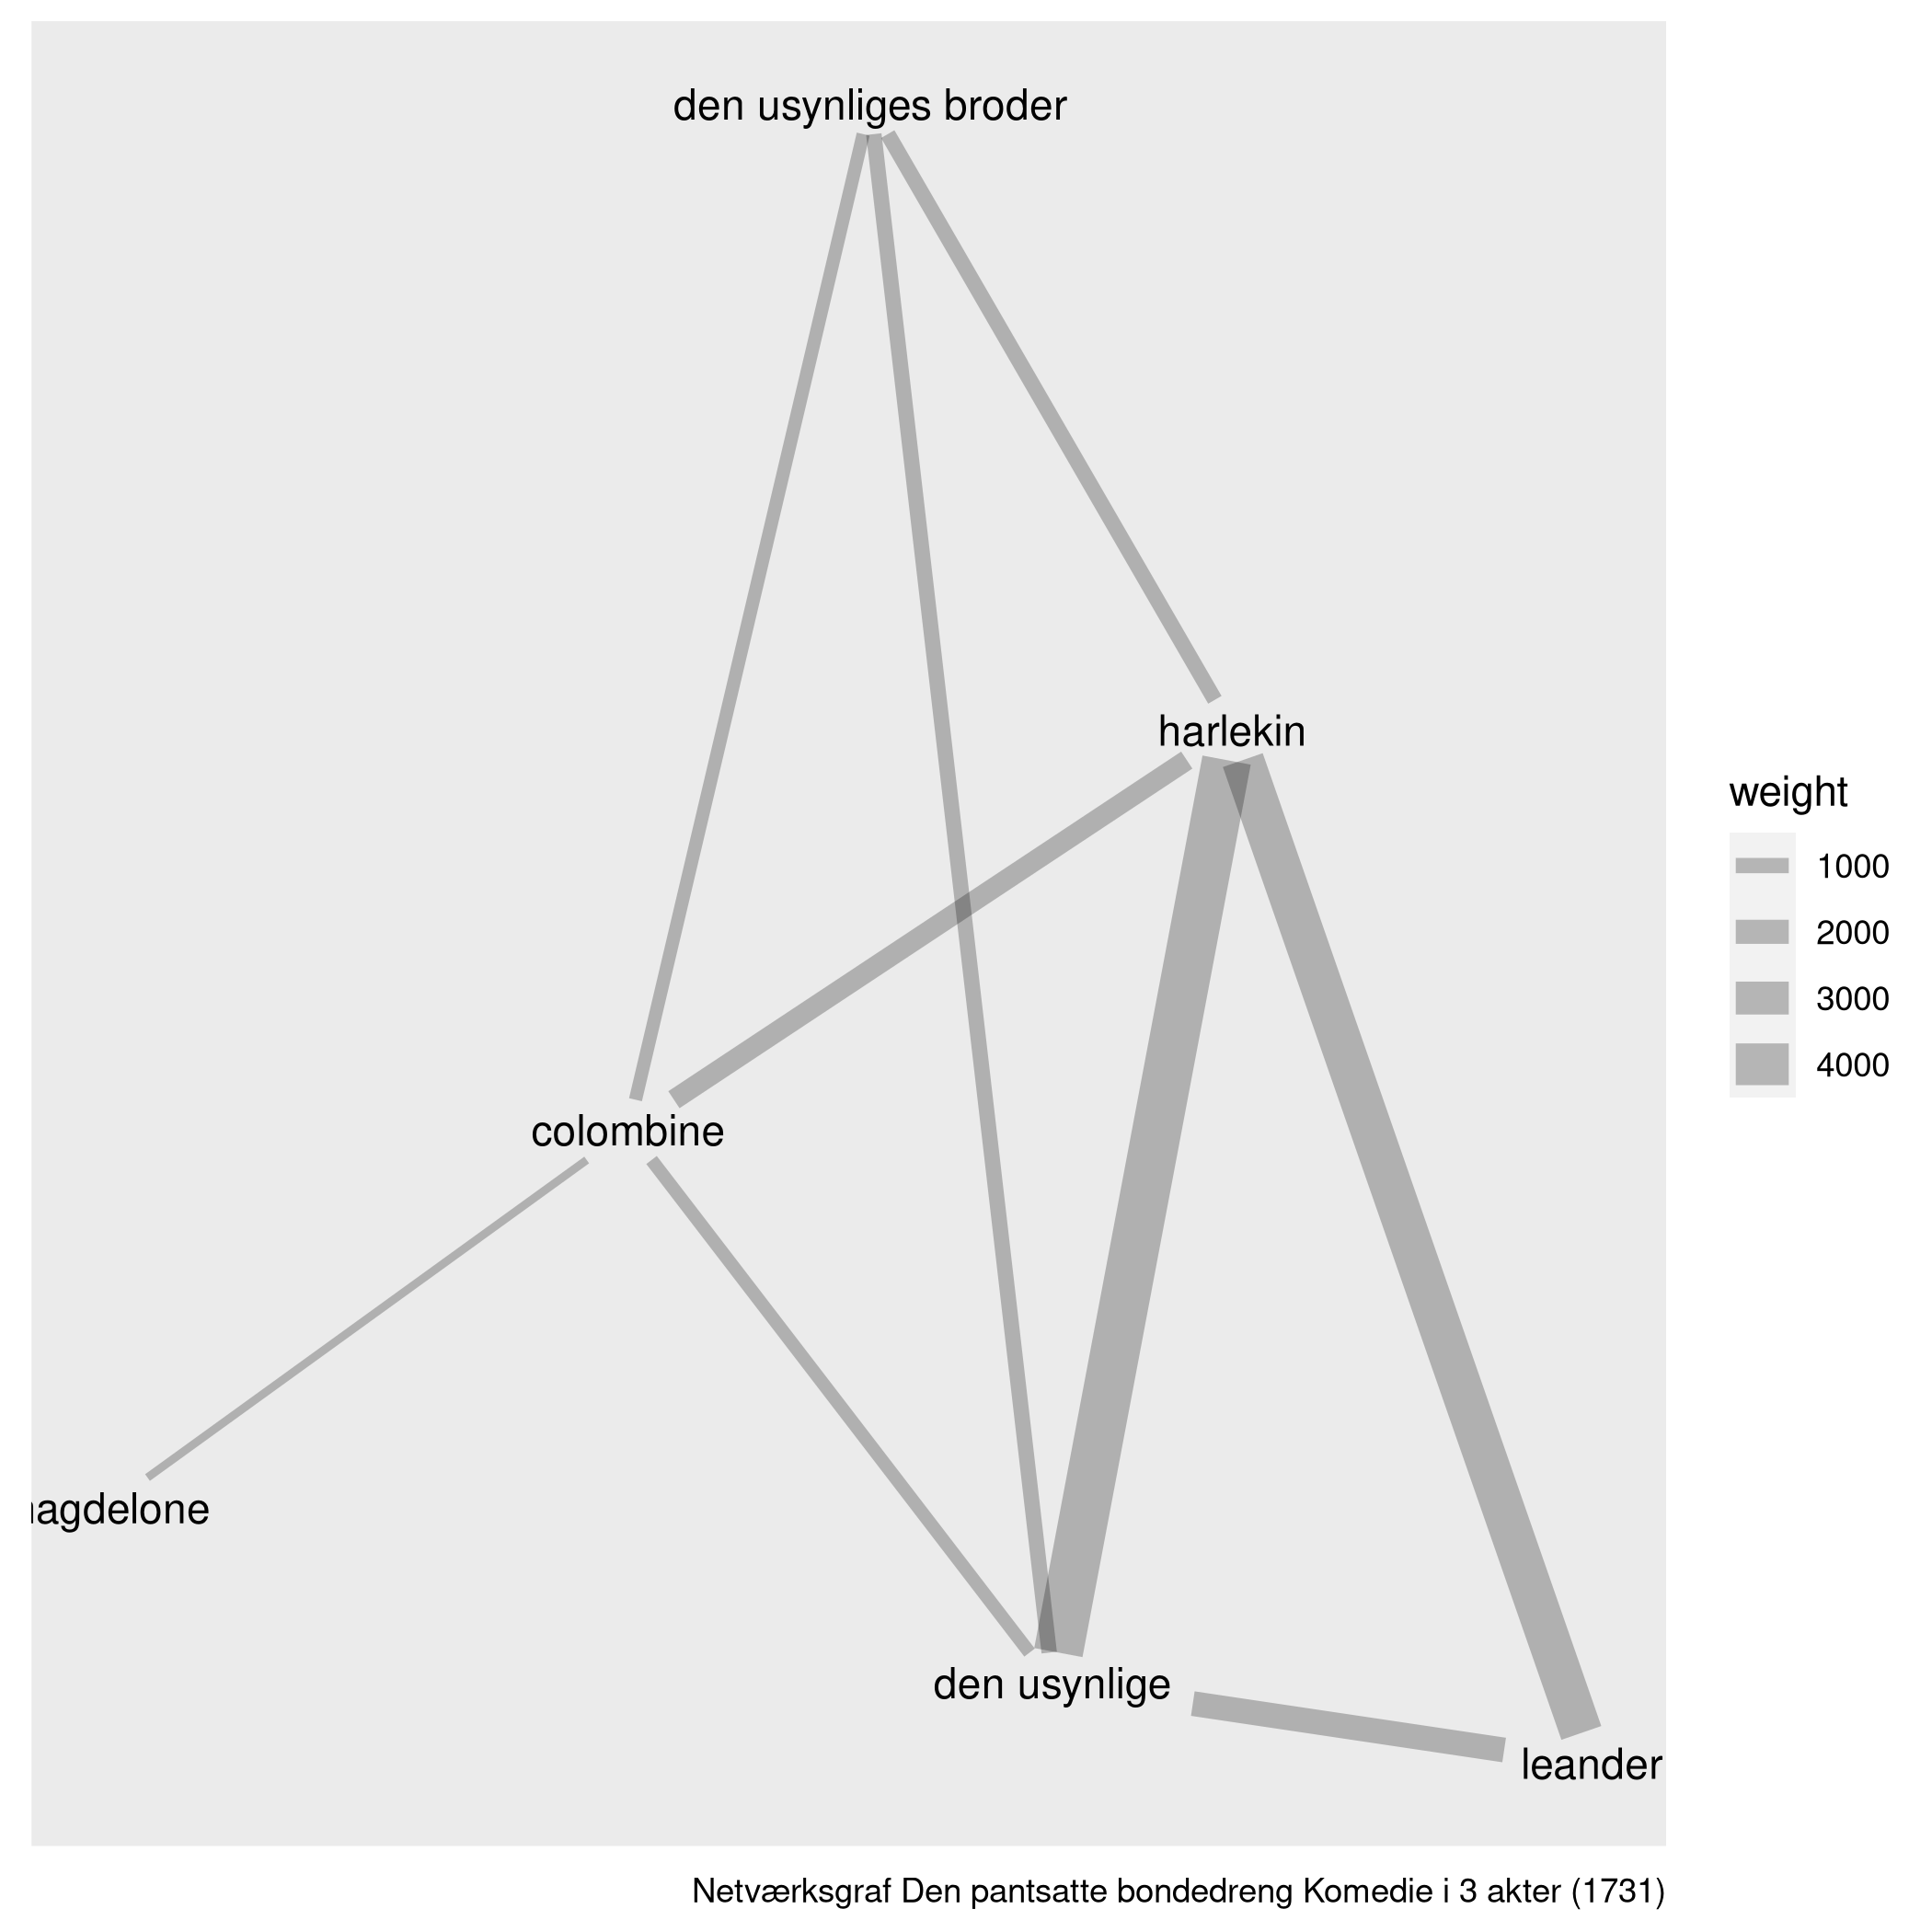 den usynliges broder
harlekin
colombine
agdelone
den usynlige
leander
weight
1000
2000
3000
4000
Netværksgraf Den pantsatte bondedreng Komedie i 3 akter (1731)